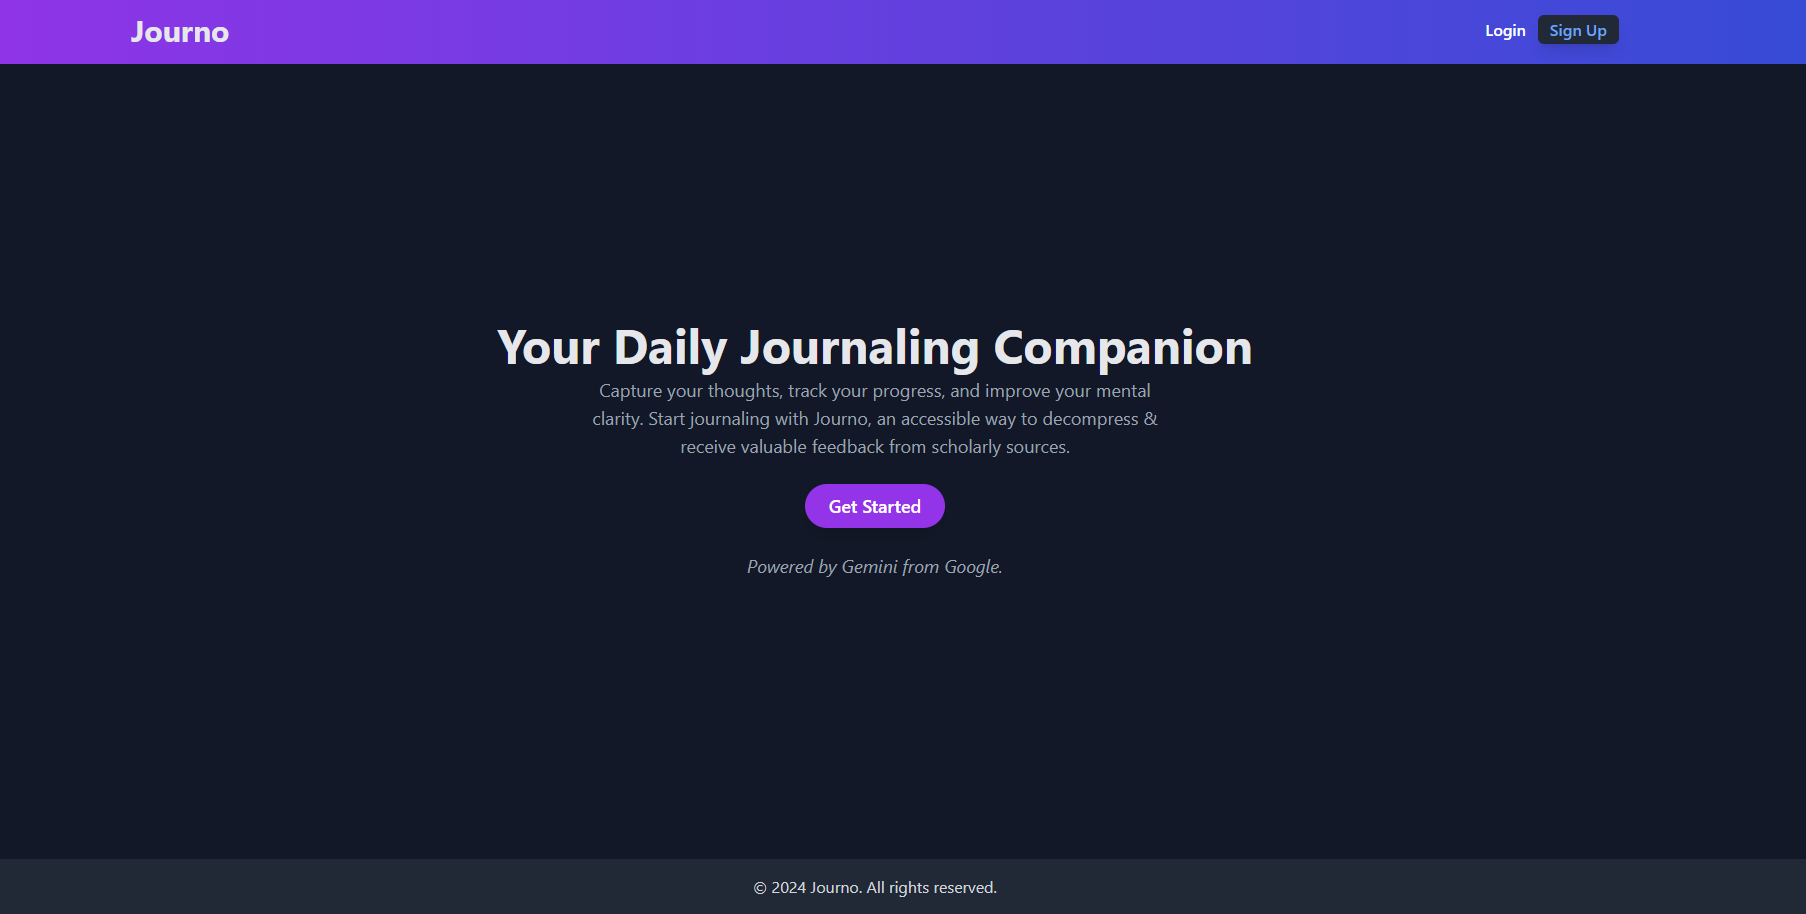 Journo
Login
Sign Up
Your Daily Journaling Companion
Capture your thoughts, track your progress, and improve your mental
clarity. Start journaling with Journo, an accessible way to decompress &
receive valuable feedback from scholarly sources.
Get Started
Powered by Gemini from Google.
© 2024 Journo. All rights reserved.